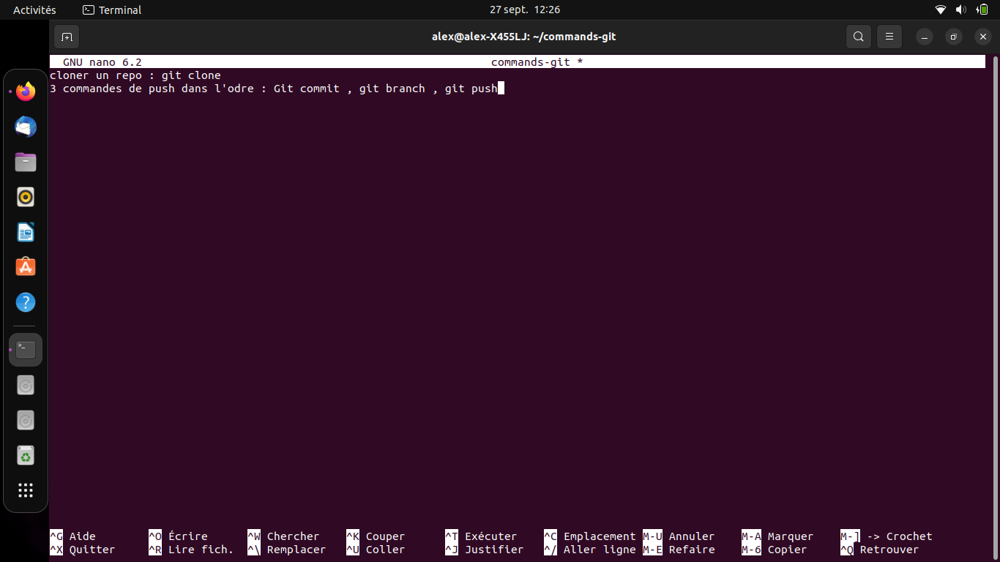 Activités Terminal 27 sept. 12:26
alex@alex-X455LJ: ~/commands-git
GNU nano 6.2 commands-git *
cloner un repo : git clone
3 commandes de push dans l'odre : Git commit , git branch , git push
^G Aide ^O Écrire ^W Chercher ^K Couper ^T Exécuter ^C Emplacement M-U Annuler M-A Marquer M-] -> Crochet
^X Quitter ^R Lire fich. ^\ Remplacer ^U Coller ^J Justifier ^/ Aller ligne M-E Refaire M-6 Copier ^Q Retrouver